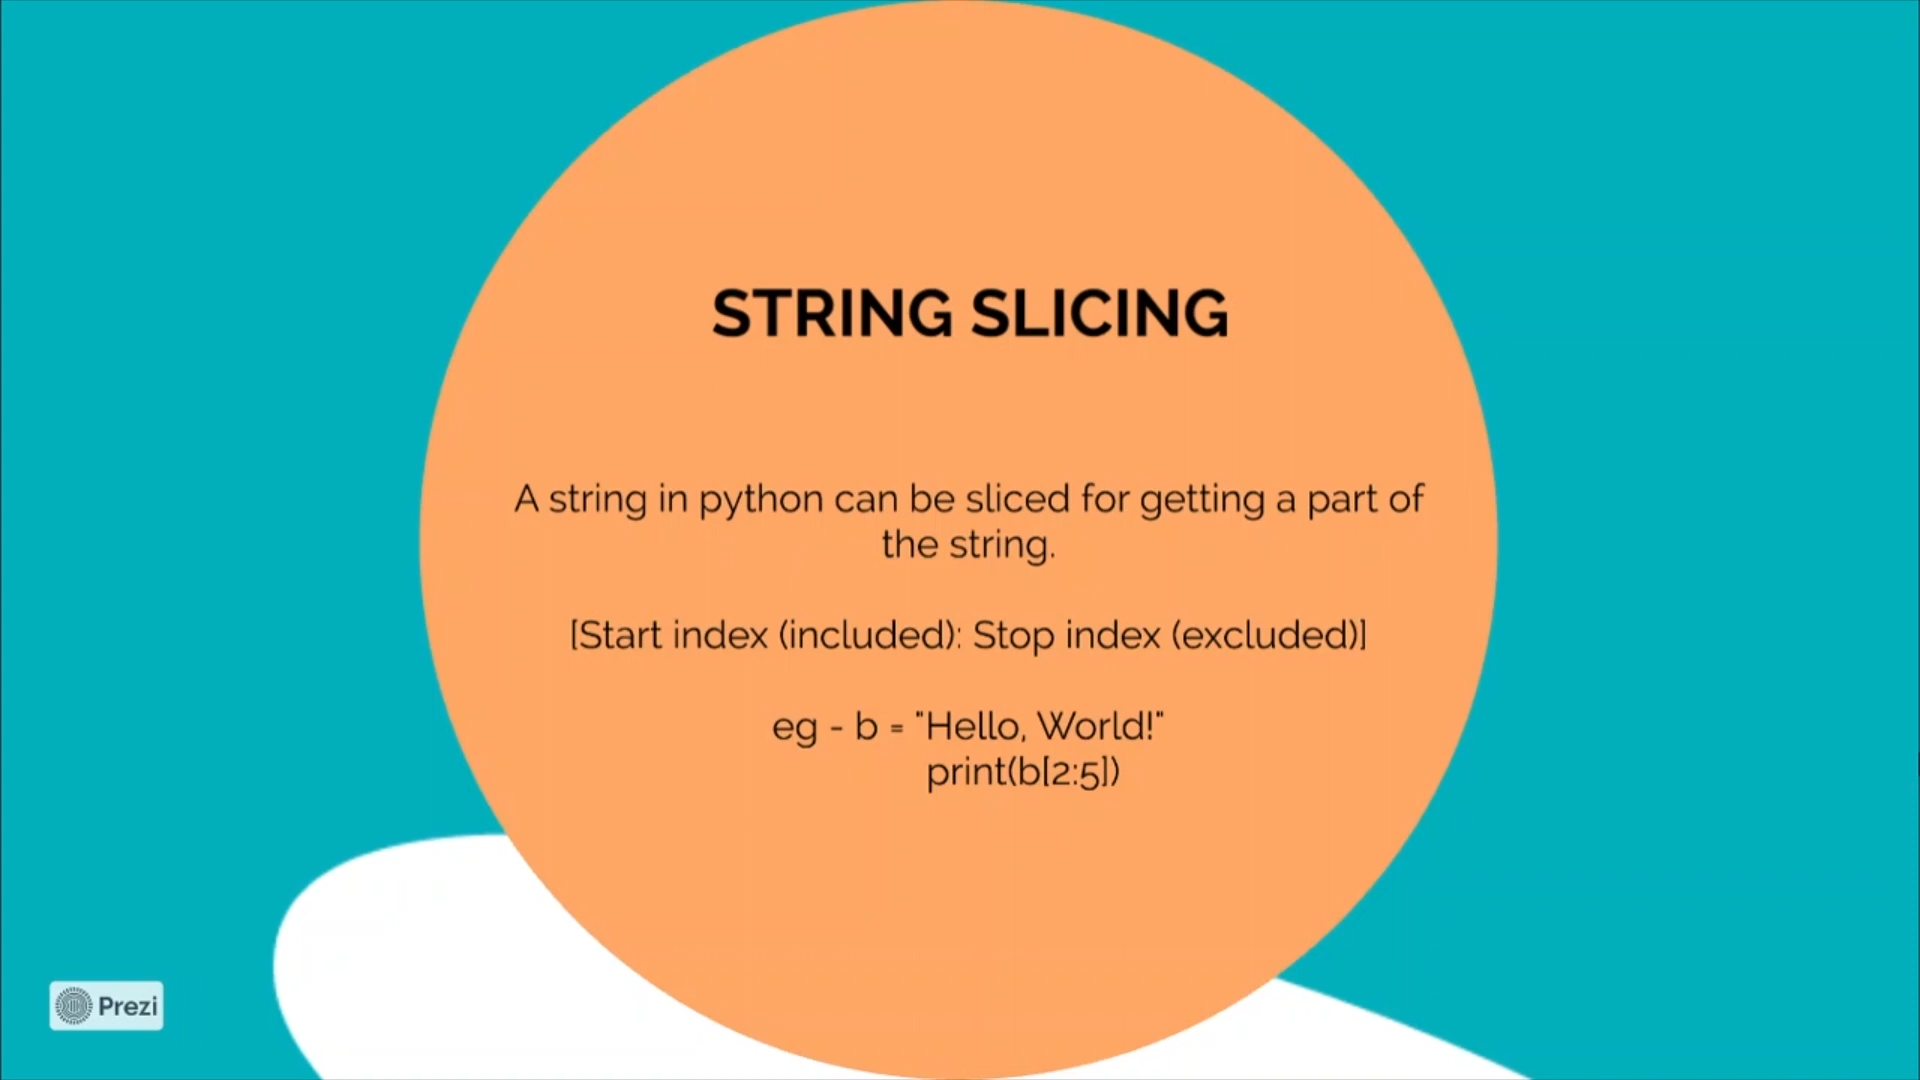 STRING SLICING
A string in python can be sliced for getting a part of
the string.
[Start index (included): Stop index (excluded)]
eg - b = "Hello, World!"
print(b[2:5])
Prezi